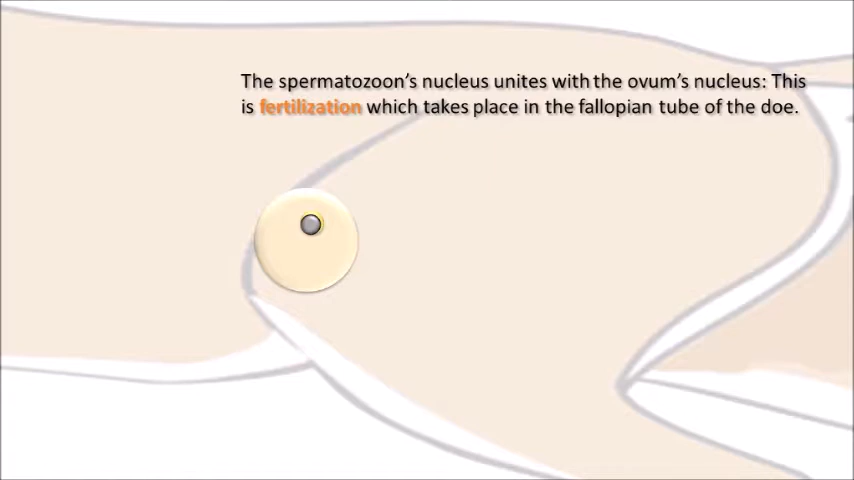 The spermatozoon’s nucleus unites with the ovum’s nucleus: This
is fertilization which takes place in the fallopian tube of the doe.